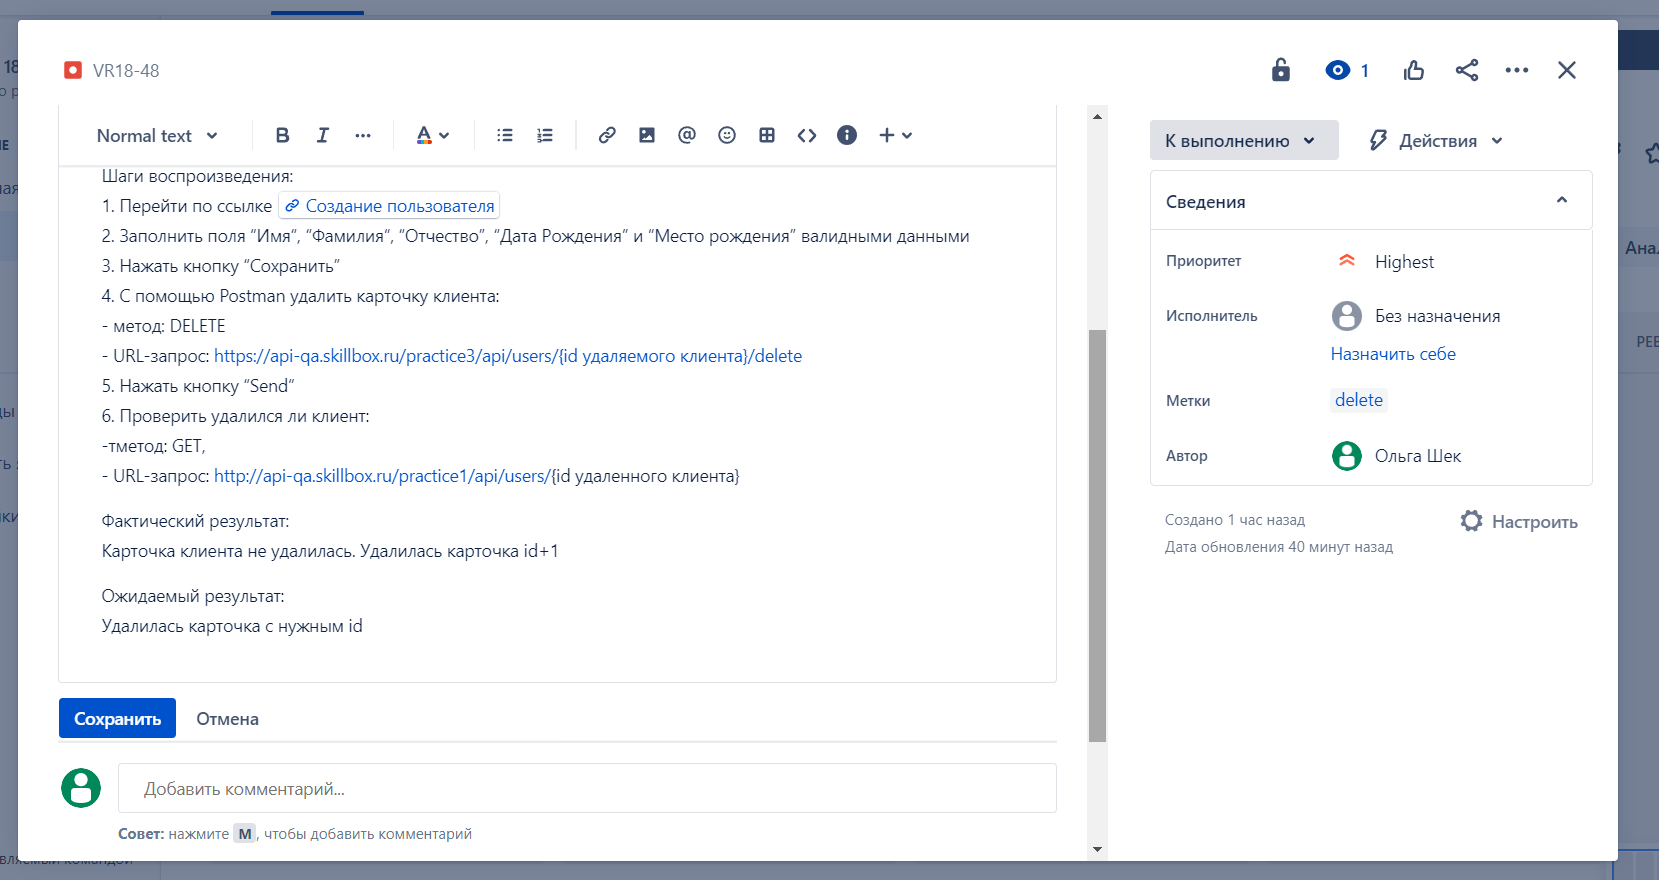 VR18-48
1
Normal text
Шаги воспроизведения:
1. Перейти по ссылке Создание пользователя
2. Заполнить поля “Имя“, “Фамилия“, “Отчество”, “Дата Рождения” и “Место рождения” валидными данными
3. Нажать кнопку “Сохранить”
4. С помощью Postman удалить карточку клиента:
- метод: DELETE
- URL-запрос: https://api-qa.skillbox.ru/practice3/api/users/{id удаляемого клиента}/delete
5. Нажать кнопку “Send“
6. Проверить удалился ли клиент:
-тметод: GET,
- URL-запрос: http://api-qa.skillbox.ru/practice1/api/users/{id удаленного клиента}
Фактический результат:
Карточка клиента не удалилась. Удалилась карточка id+1
Ожидаемый результат:
Удалилась карточка с нужным id
Сохранить
Отмена
Добавить комментарий...
Совет: нажмите M, чтобы добавить комментарий
К выполнению
Действия
Сведения
Приоритет
Highest
Исполнитель
Без назначения
Назначить себе
Метки
delete
Автор
Ольга Шек
Создано 1 час назад
Дата обновления 40 минут назад
Настроить